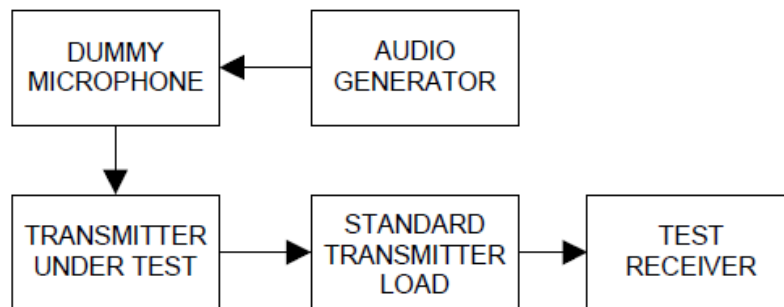 DUMMY
MICROPHONE
AUDIO
GENERATOR
TRANSMITTER
UNDER TEST
STANDARD
TRANSMITTER
LOAD
TEST
RECEIVER